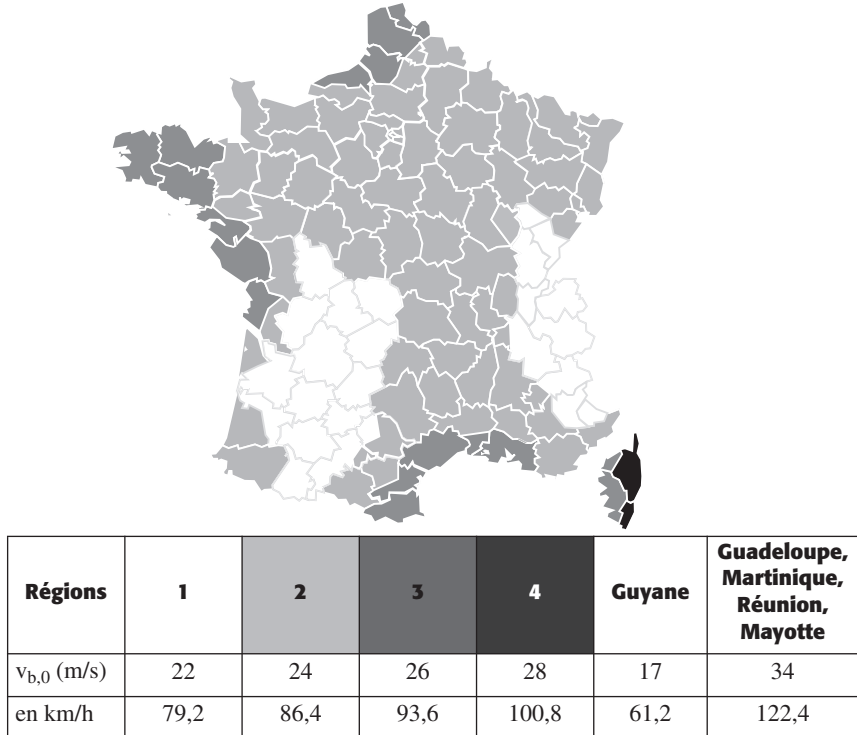 Régions 1 2 3 4 Guyane Guadeloupe,
Martinique,
Réunion,
Mayotte
vb,0 (m/s) 22 24 26 28 17 34
en km/h 79,2 86,4 93,6 100,8 61,2 122,4